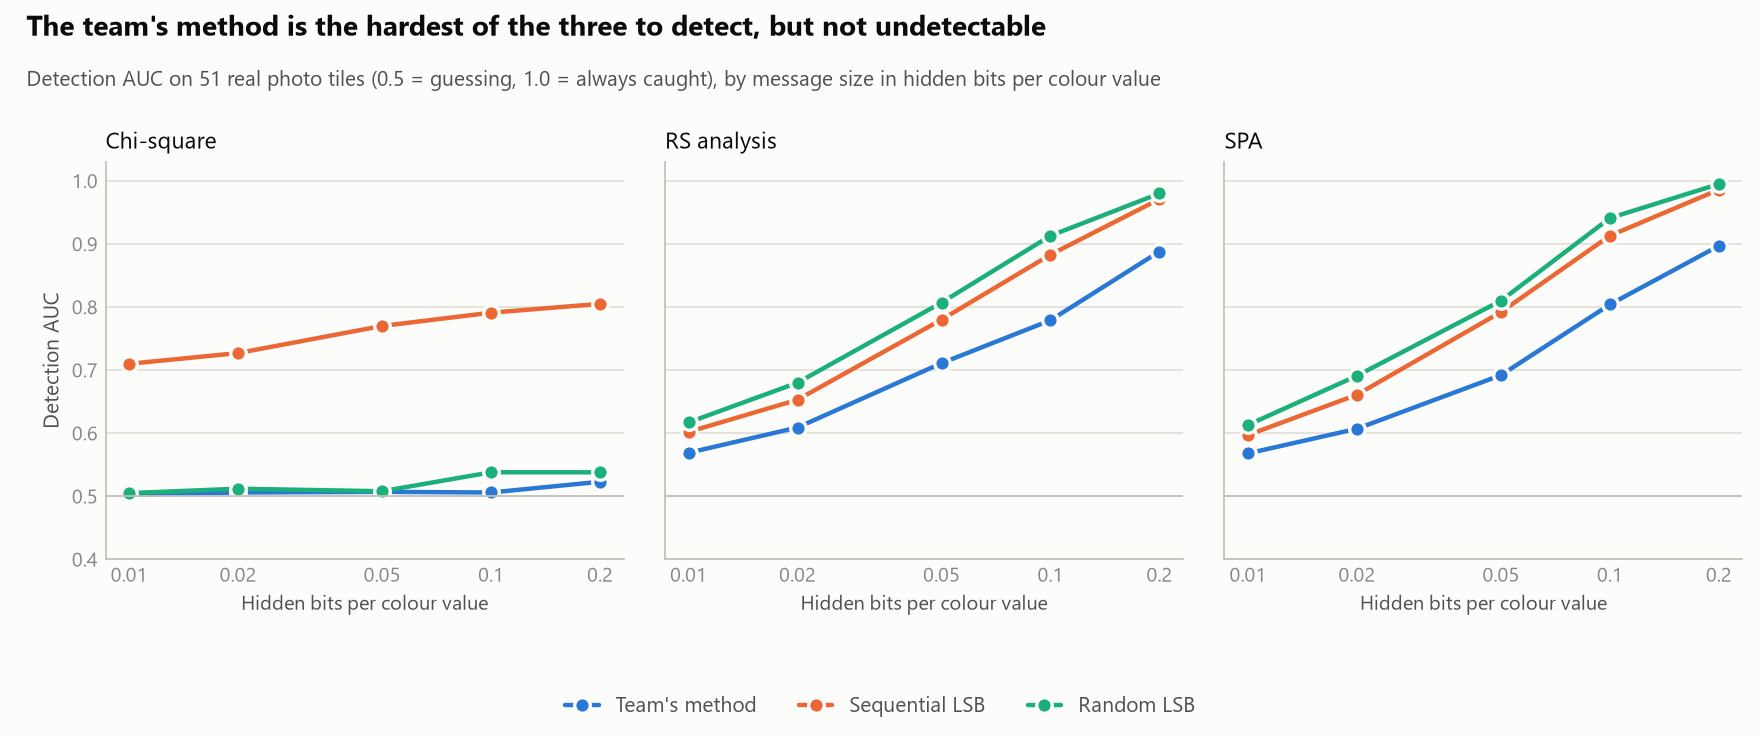 The team's method is the hardest of the three to detect, but not undetectable
Detection AUC on 51 real photo tiles (0.5 = guessing, 1.0 = always caught), by message size in hidden bits per colour value
Chi-square
RS analysis
SPA
Detection AUC
1.0
0.9
0.8
0.7
0.6
0.5
0.4
0.01 0.02 0.05 0.1 0.2
0.01 0.02 0.05 0.1 0.2
0.01 0.02 0.05 0.1 0.2
Hidden bits per colour value
Hidden bits per colour value
Hidden bits per colour value
Team's method
Sequential LSB
Random LSB